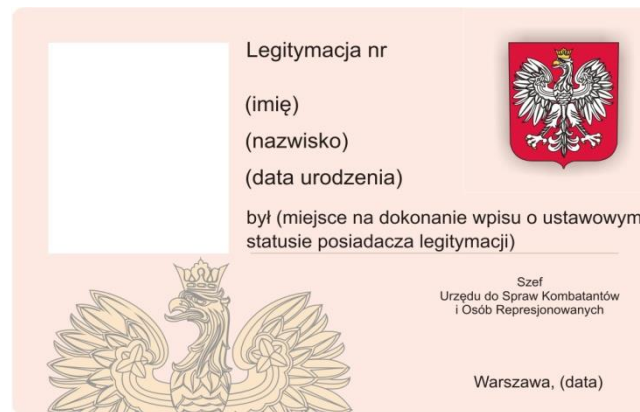 Legitymacja nr
(imię)
(nazwisko)
(data urodzenia)
był (miejsce na dokonanie wpisu o ustawowym
statusie posiadacza legitymacji)
Szef
Urzędu do Spraw Kombatantów
i Osób Represjonowanych
Warszawa, (data)